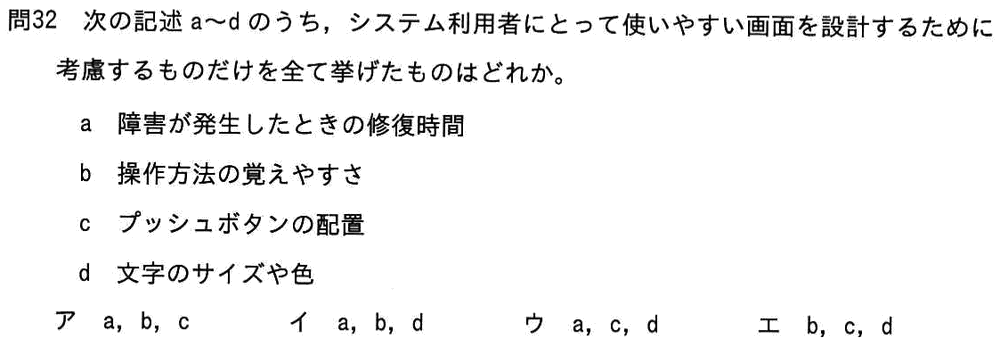 問32 次の記述 a～d のうち，システム利用者にとって使いやすい画面を設計するために
考慮するものだけを全て挙げたものはどれか。
a 障害が発生したときの修復時間
b 操作方法の覚えやすさ
c プッシュボタンの配置
d 文字のサイズや色
ア a，b，c イ a，b，d ウ a，c，d エ b，c，d